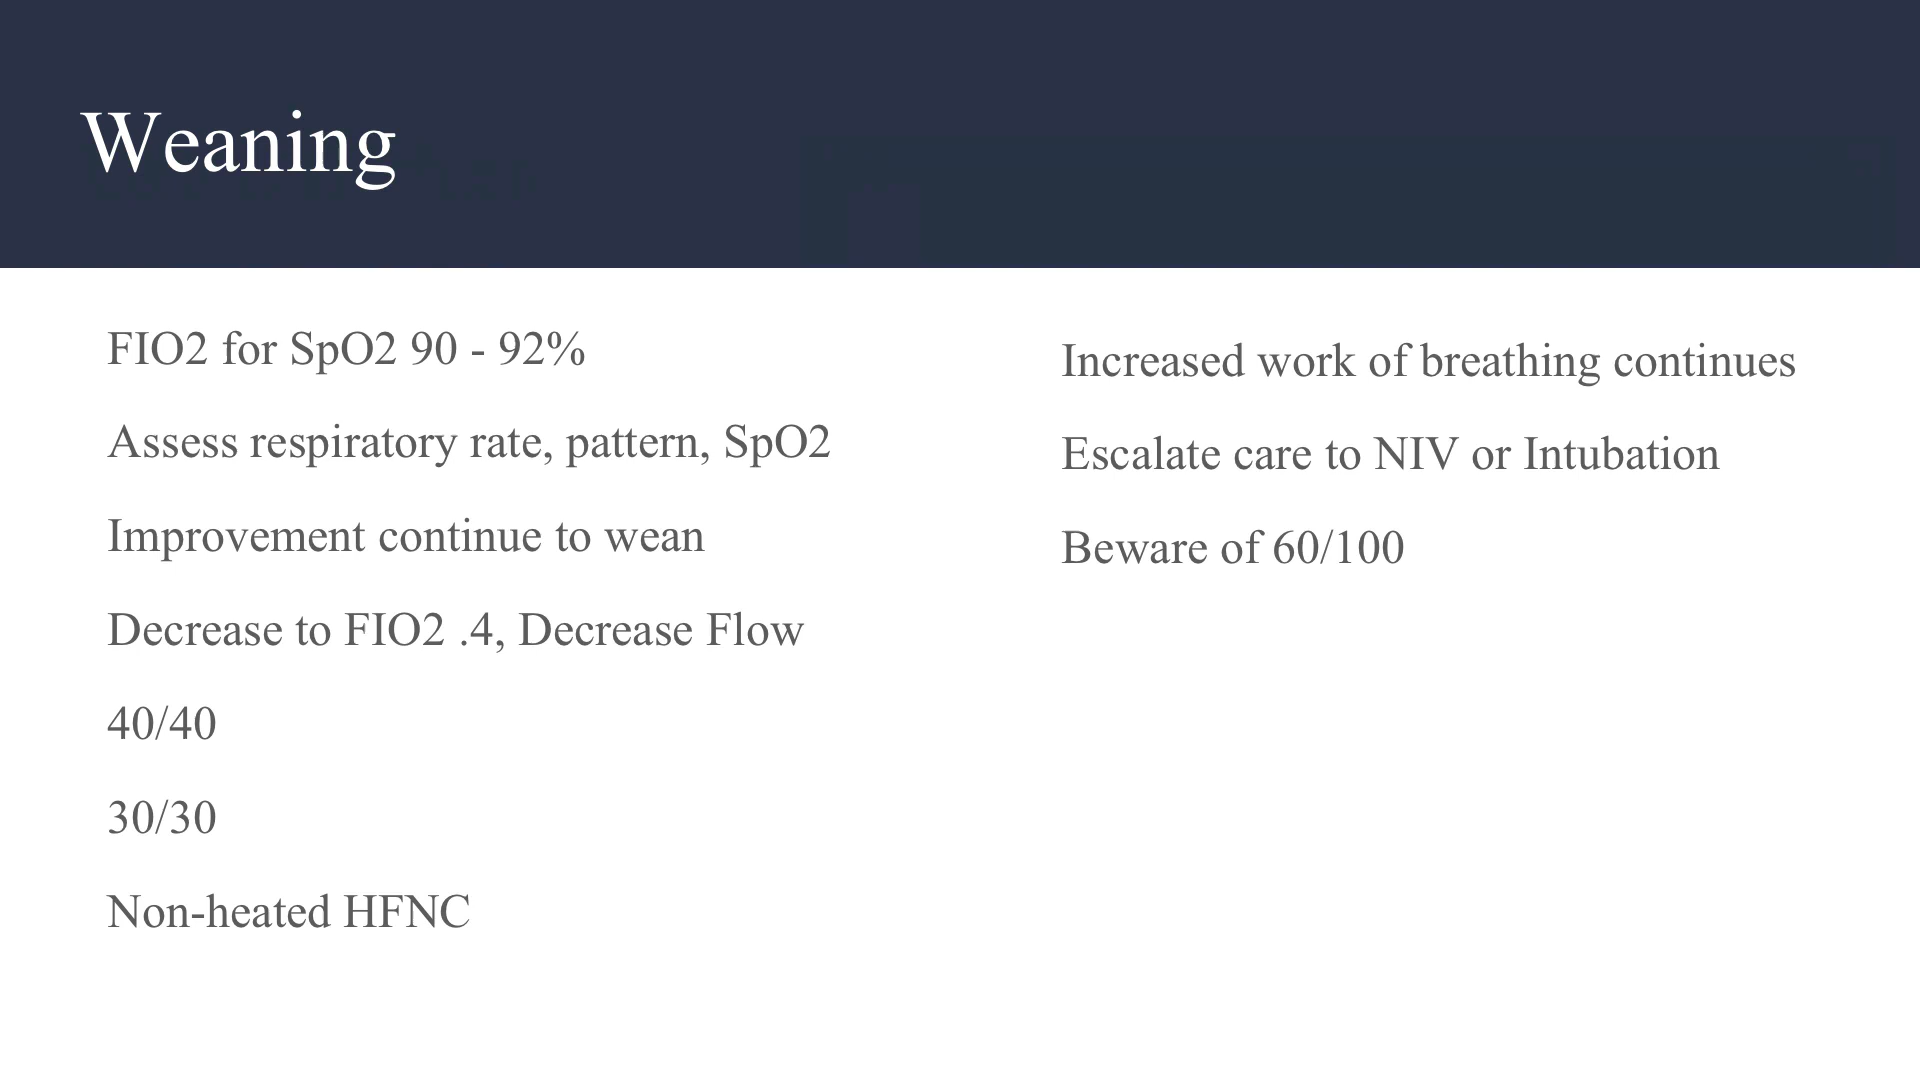 Weaning
FIO2 for SpO2 90 - 92%
Assess respiratory rate, pattern, SpO2
Improvement continue to wean
Decrease to FIO2 .4, Decrease Flow
40/40
30/30
Non-heated HFNC
Increased work of breathing continues
Escalate care to NIV or Intubation
Beware of 60/100